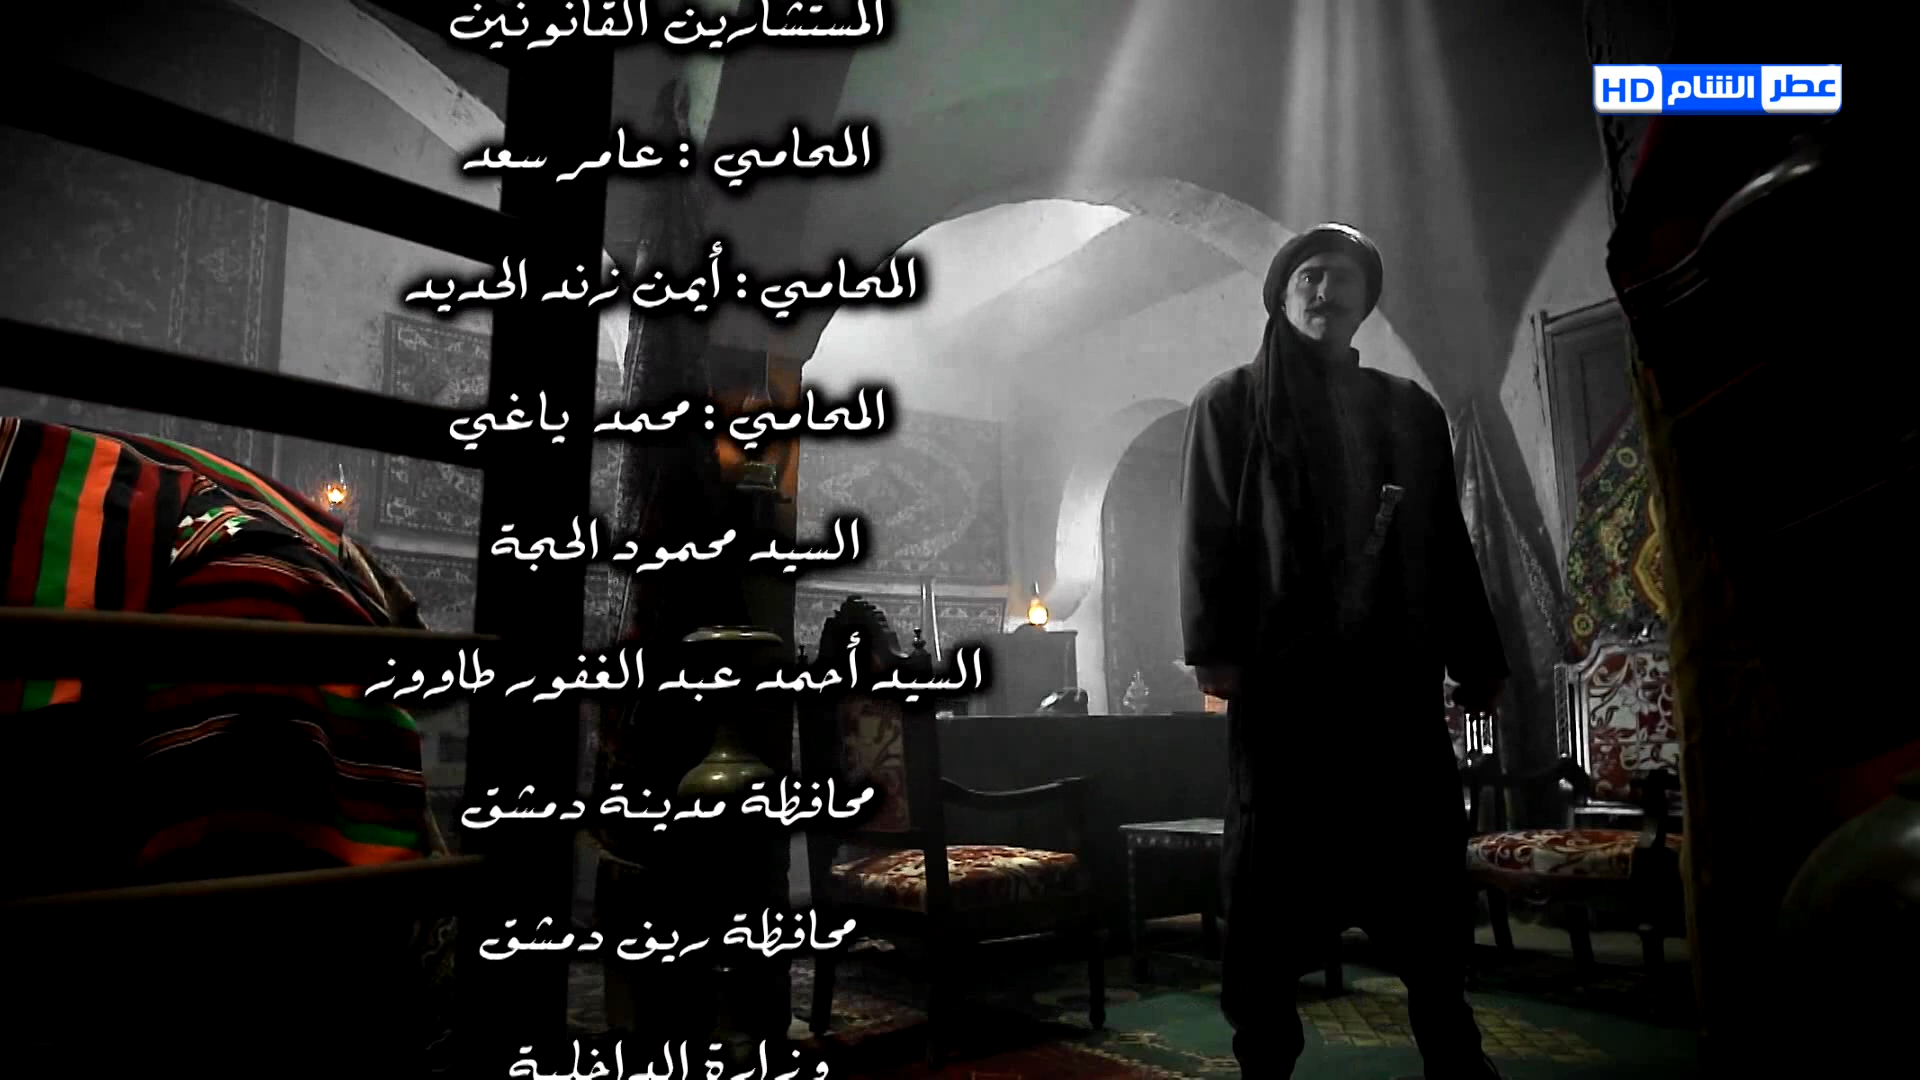 المستشارين القانونين
عطر الشام HD
المحامي : عامر سعد
المحامي : أيمن زند الحديد
المحامي : محمد ياغي
السيد محمود الحجة
السيد أحمد عبد الغفور طاووز
محافظة مدينة دمشق
محافظة ريف دمشق
وزارة الداخلية